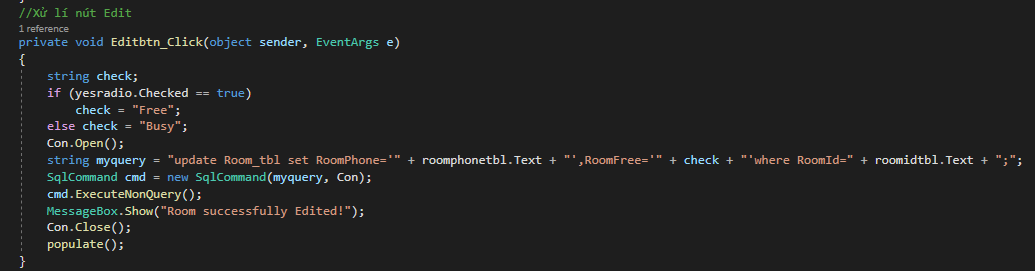 //Xử lí nút Edit
1 reference
private void Editbtn_Click(object sender, EventArgs e)
{
string check;
if (yesradio.Checked == true)
check = "Free";
else check = "Busy";
Con.Open();
string myquery = "update Room_tbl set RoomPhone='" + roomphonetbl.Text + "',RoomFree='" + check + "'where RoomId=" + roomidtbl.Text + ";";
SqlCommand cmd = new SqlCommand(myquery, Con);
cmd.ExecuteNonQuery();
MessageBox.Show("Room successfully Edited!");
Con.Close();
populate();
}